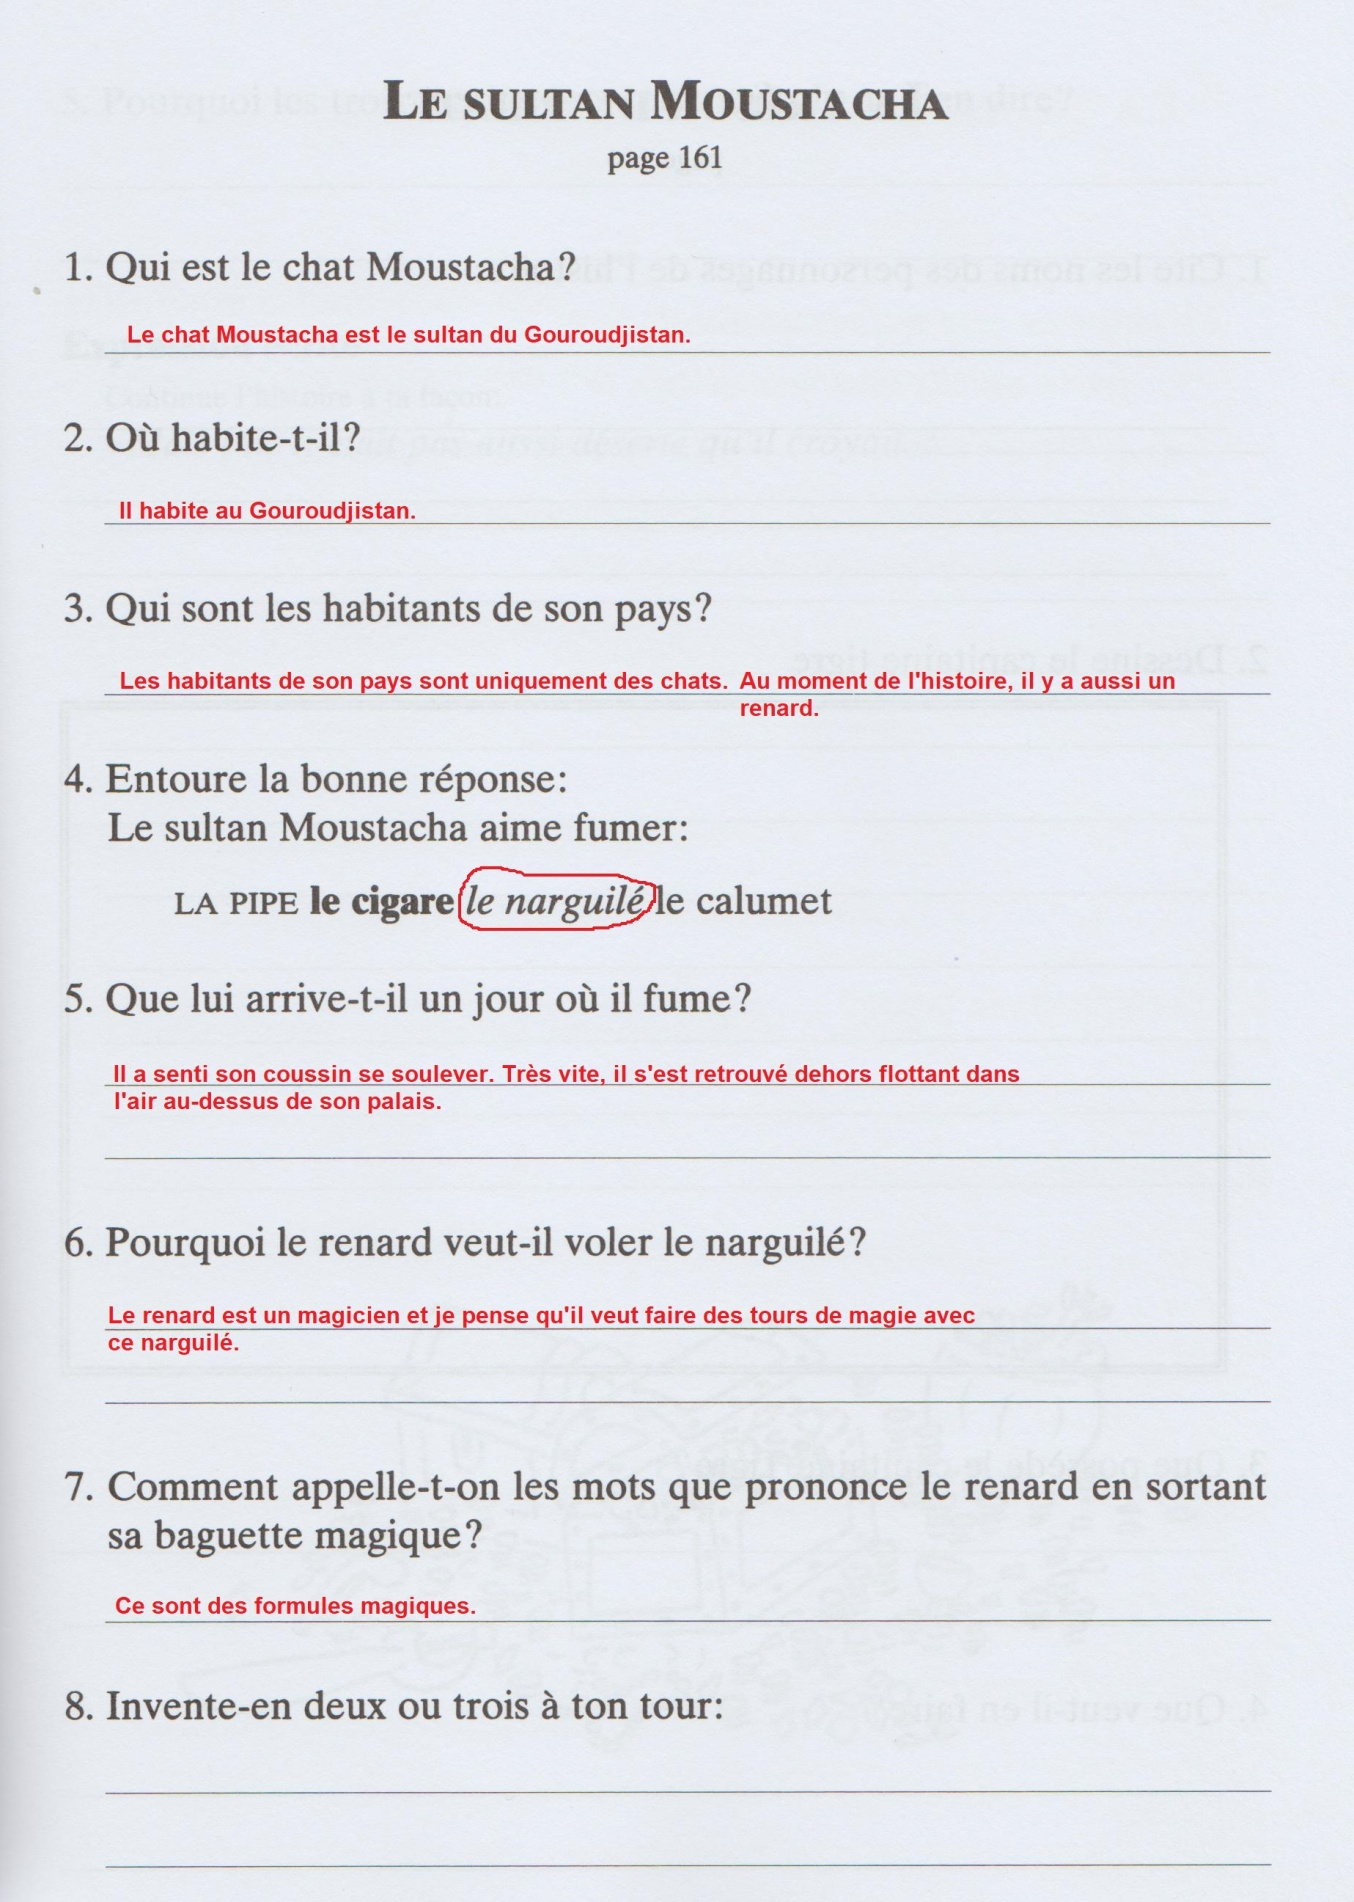 LE SULTAN MOUSTACHA
page 161
1. Qui est le chat Moustacha?
Le chat Moustacha est le sultan du Gouroudjistan.
2. Où habite-t-il?
Il habite au Gouroudjistan.
3. Qui sont les habitants de son pays?
Les habitants de son pays sont uniquement des chats. Au moment de l'histoire, il y a aussi un
renard.
4. Entoure la bonne réponse:
Le sultan Moustacha aime fumer:
LA PIPE le cigare le narguilé le calumet
5. Que lui arrive-t-il un jour où il fume?
Il a senti son coussin se soulever. Très vite, il s'est retrouvé dehors flottant dans
l'air au-dessus de son palais.
6. Pourquoi le renard veut-il voler le narguilé?
Le renard est un magicien et je pense qu'il veut faire des tours de magie avec
ce narguilé.
7. Comment appelle-t-on les mots que prononce le renard en sortant
sa baguette magique?
Ce sont des formules magiques.
8. Invente-en deux ou trois à ton tour: